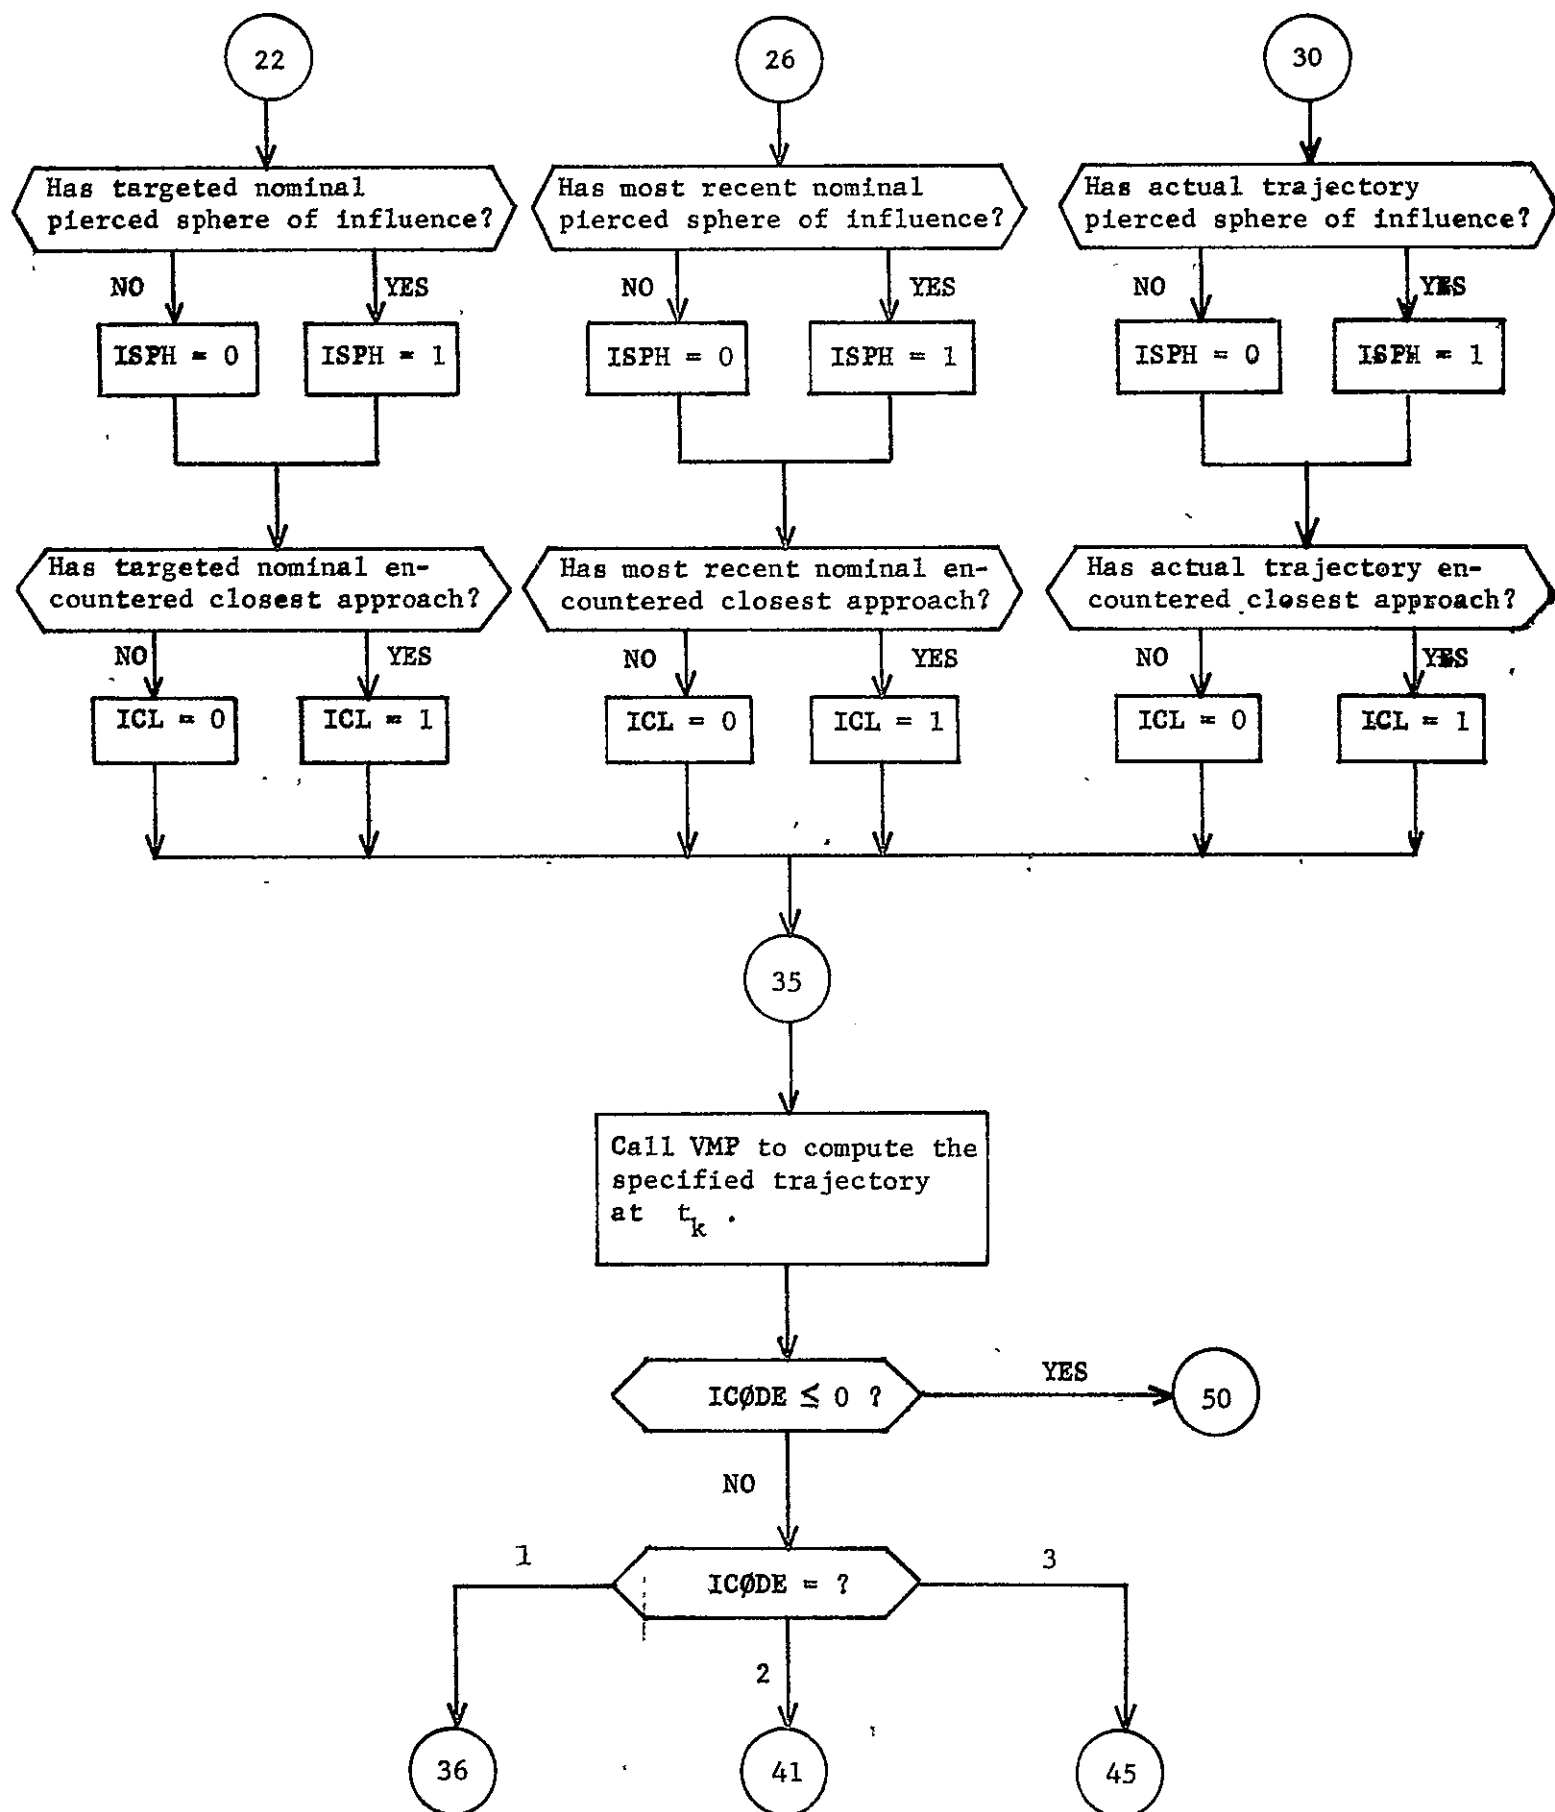 22
26
30
Has targeted nominal
pierced sphere of influence?
Has most recent nominal
pierced sphere of influence?
Has actual trajectory
pierced sphere of influence?
NO
YES
NO
YES
NO
YES
ISPH = 0
ISPH = 1
ISPH = 0
ISPH = 1
ISPH = 0
ISPH = 1
Has targeted nominal en-
countered closest approach?
Has most recent nominal en-
countered closest approach?
Has actual trajectory en-
countered closest approach?
NO
YES
NO
YES
NO
YES
ICL = 0
ICL = 1
ICL = 0
ICL = 1
ICL = 0
ICL = 1
35
Call VMP to compute the
specified trajectory
at t_k .
ICØDE ≤ 0 ?
YES
50
NO
ICØDE = ?
1
3
2
36
41
45